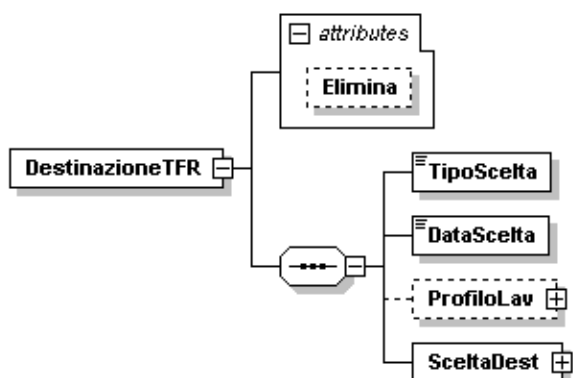 attributes
Elimina
DestinazioneTFR
TipoScelta
DataScelta
ProfiloLav
SceltaDest